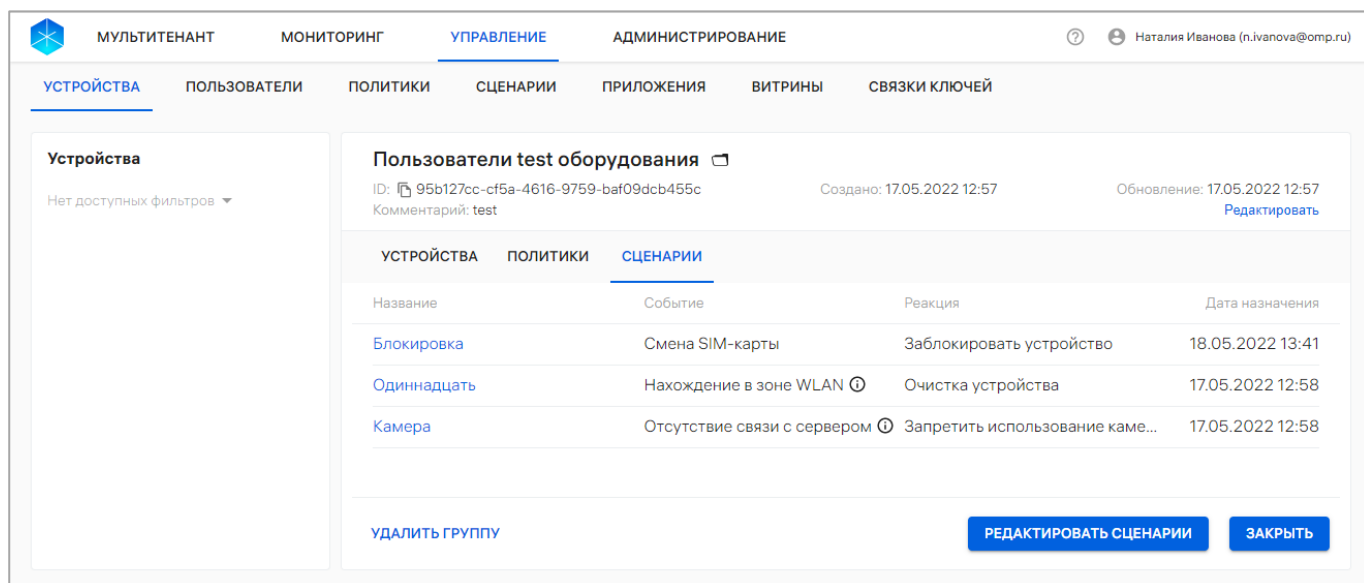 МУЛЬТИТЕНАНТ МОНИТОРИНГ УПРАВЛЕНИЕ АДМИНИСТРИРОВАНИЕ Наталия Иванова (n.ivanova@omp.ru)
УСТРОЙСТВА ПОЛЬЗОВАТЕЛИ ПОЛИТИКИ СЦЕНАРИИ ПРИЛОЖЕНИЯ ВИТРИНЫ СВЯЗКИ КЛЮЧЕЙ
Устройства
Нет доступных фильтров
Пользователи test оборудования
ID: 95b127cc-cf5a-4616-9759-baf09dcb455c Создано: 17.05.2022 12:57 Обновление: 17.05.2022 12:57
Комментарий: test Редактировать
УСТРОЙСТВА ПОЛИТИКИ СЦЕНАРИИ
Название Событие Реакция Дата назначения
Блокировка Смена SIM-карты Заблокировать устройство 18.05.2022 13:41
Одиннадцать Нахождение в зоне WLAN Очистка устройства 17.05.2022 12:58
Камера Отсутствие связи с сервером Запретить использование каме... 17.05.2022 12:58
УДАЛИТЬ ГРУППУ РЕДАКТИРОВАТЬ СЦЕНАРИИ ЗАКРЫТЬ